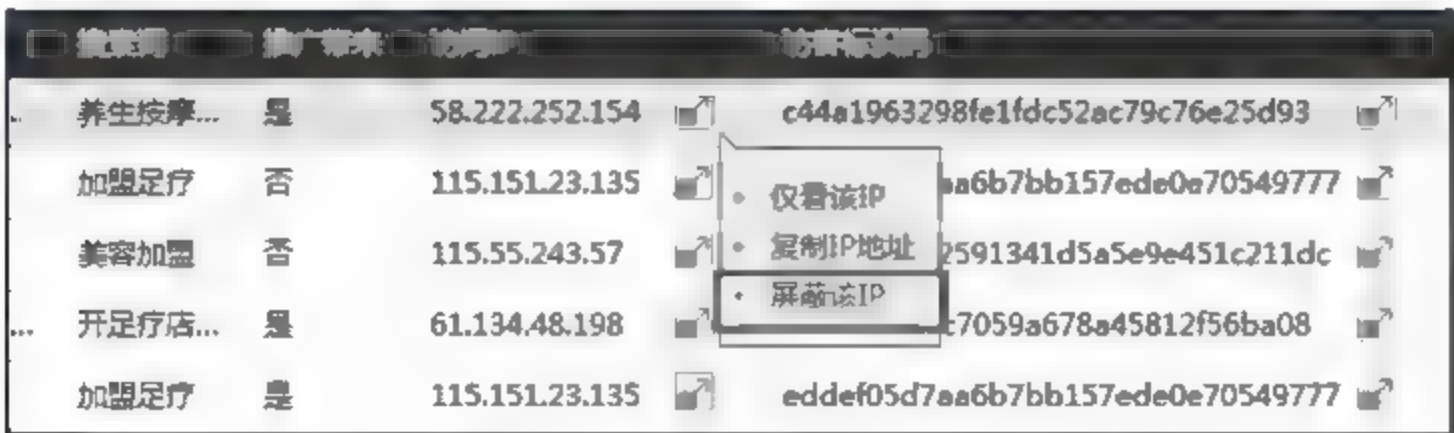 养生按摩... 是 58.222.252.154 c44a1963298fe1fdc52ac79c76e25d93
加盟足疗 否 115.151.23.135 aa6b7bb157ede0e70549777
仅看该IP
美容加盟 否 115.55.243.57 2591341d5a5e9e451c211dc
复制IP地址
屏蔽该IP
... 开足疗店... 是 61.134.48.198 c7059a678a45812f56ba08
加盟足疗 是 115.151.23.135 eddef05d7aa6b7bb157ede0e70549777